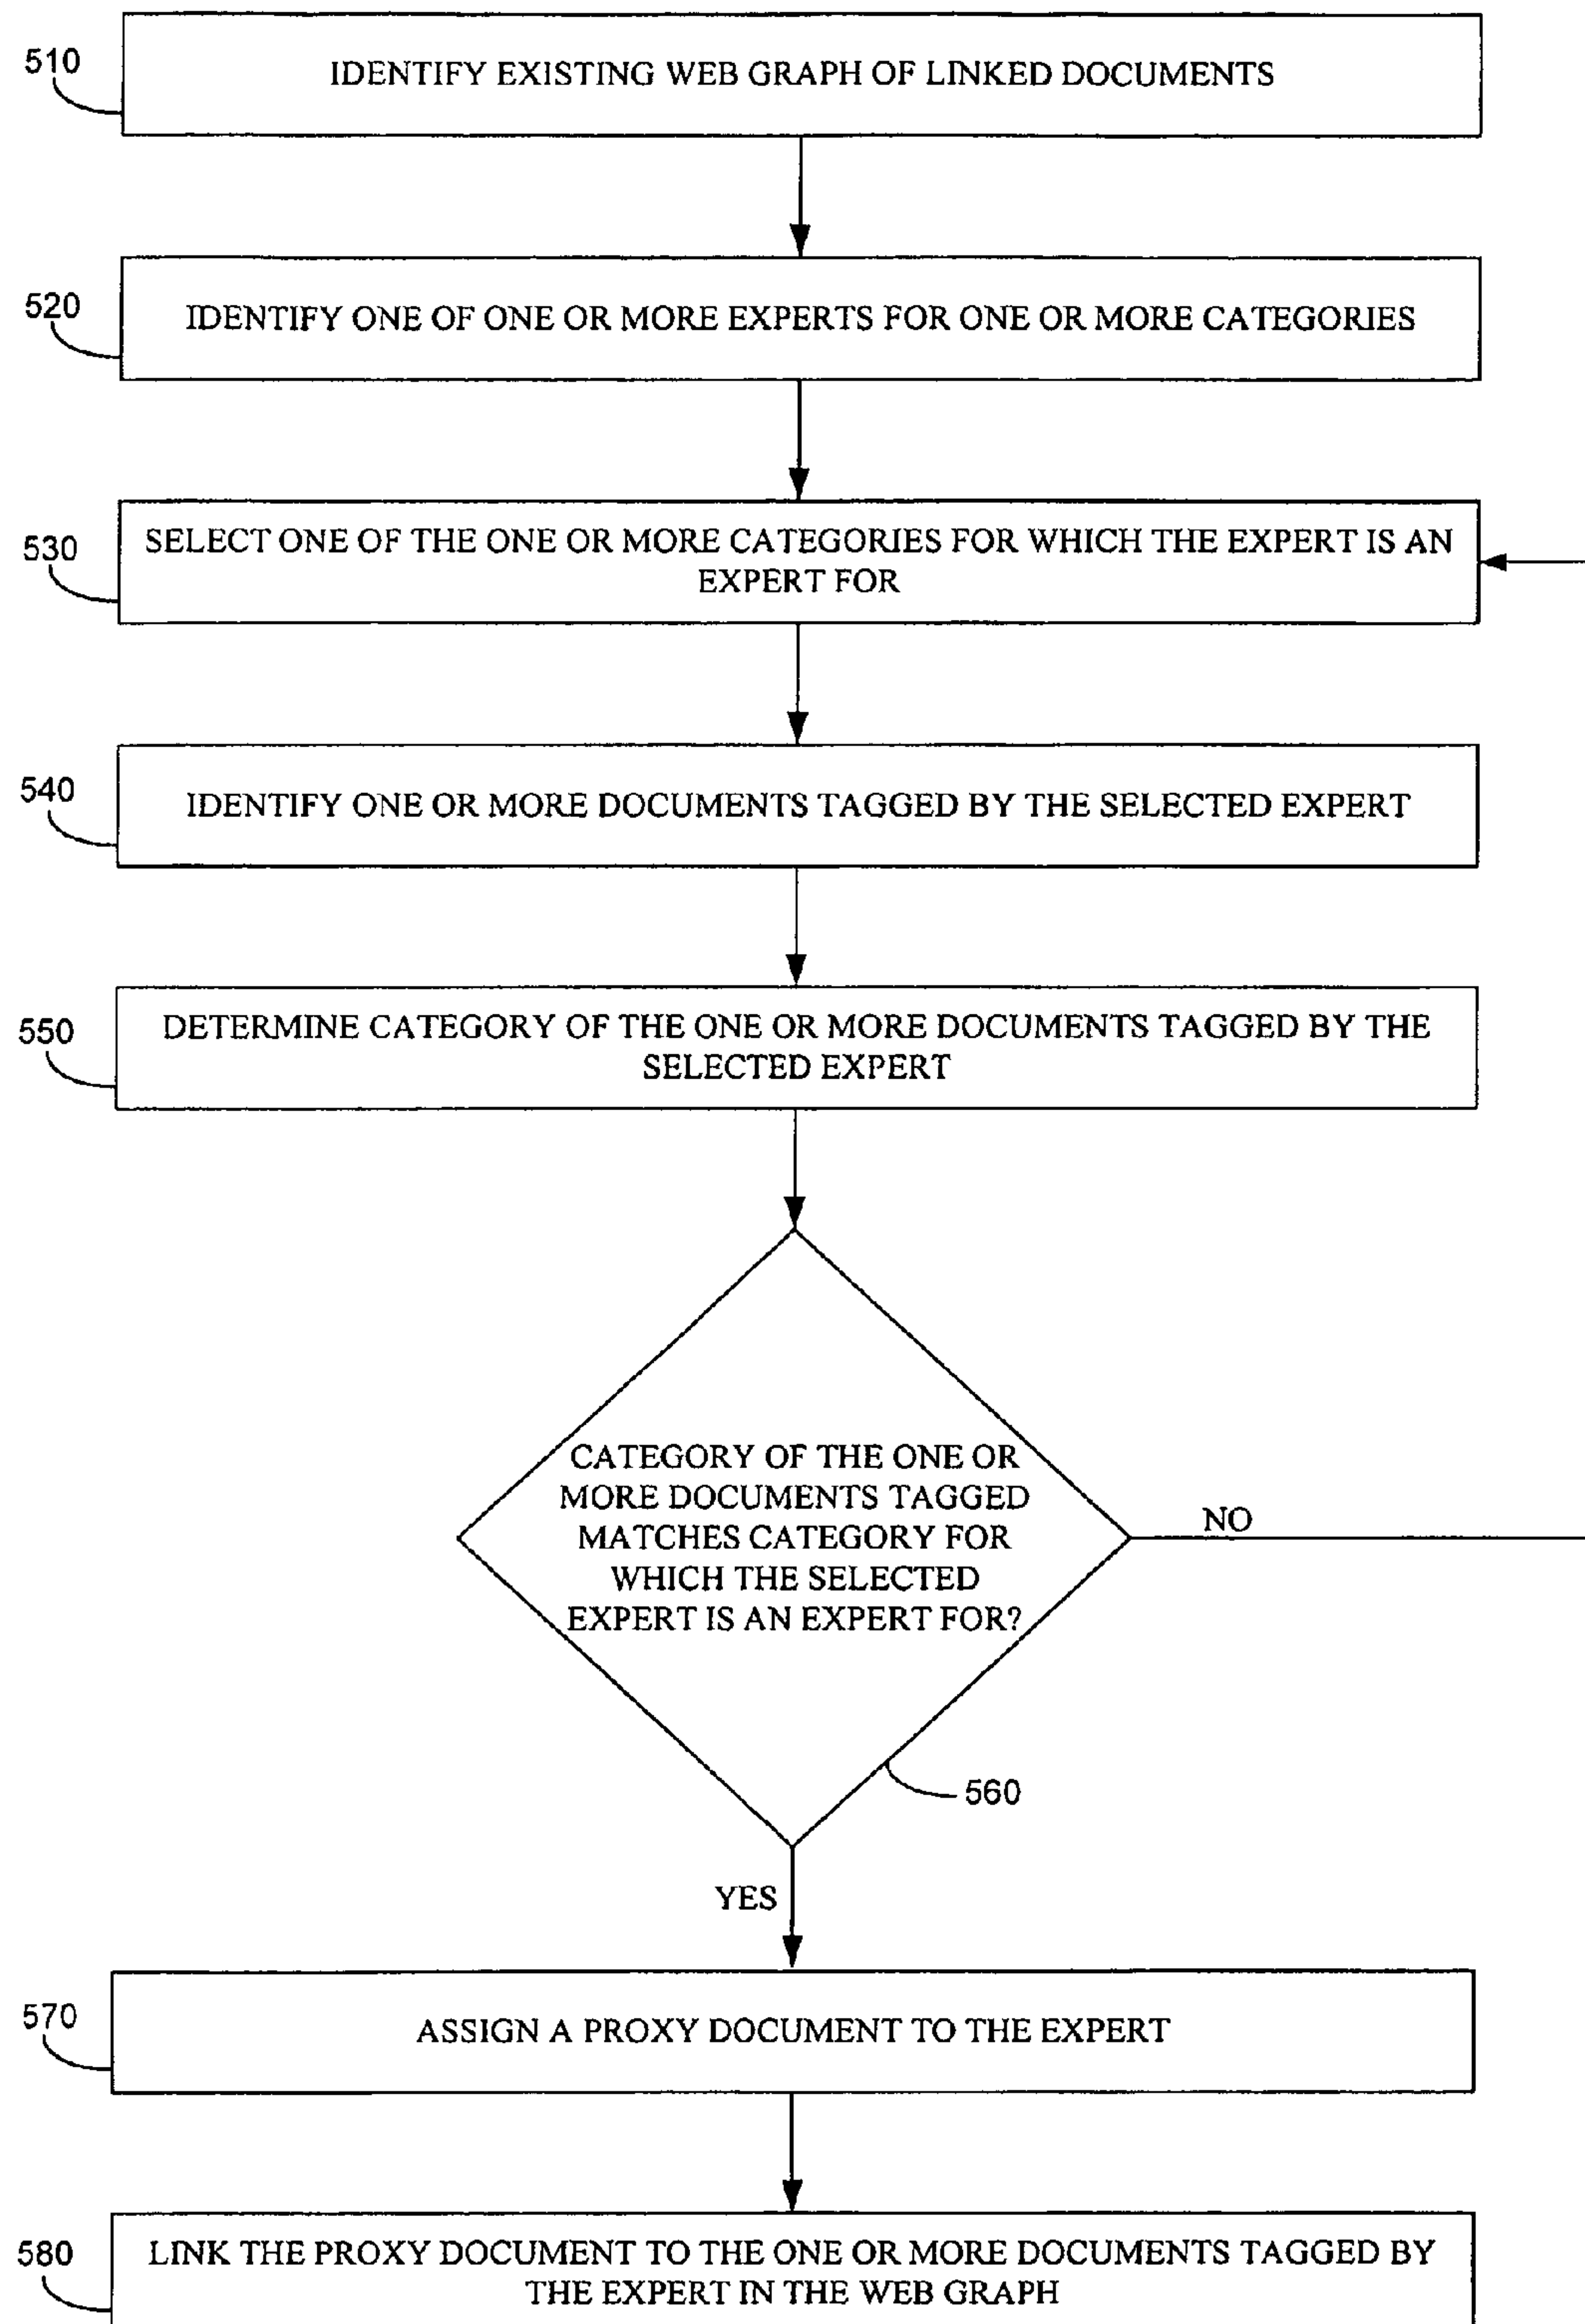 510
IDENTIFY EXISTING WEB GRAPH OF LINKED DOCUMENTS
520
IDENTIFY ONE OF ONE OR MORE EXPERTS FOR ONE OR MORE CATEGORIES
530
SELECT ONE OF THE ONE OR MORE CATEGORIES FOR WHICH THE EXPERT IS AN
EXPERT FOR
540
IDENTIFY ONE OR MORE DOCUMENTS TAGGED BY THE SELECTED EXPERT
550
DETERMINE CATEGORY OF THE ONE OR MORE DOCUMENTS TAGGED BY THE
SELECTED EXPERT
CATEGORY OF THE ONE OR
MORE DOCUMENTS TAGGED
MATCHES CATEGORY FOR
WHICH THE SELECTED
EXPERT IS AN EXPERT FOR?
NO
560
YES
570
ASSIGN A PROXY DOCUMENT TO THE EXPERT
580
LINK THE PROXY DOCUMENT TO THE ONE OR MORE DOCUMENTS TAGGED BY
THE EXPERT IN THE WEB GRAPH